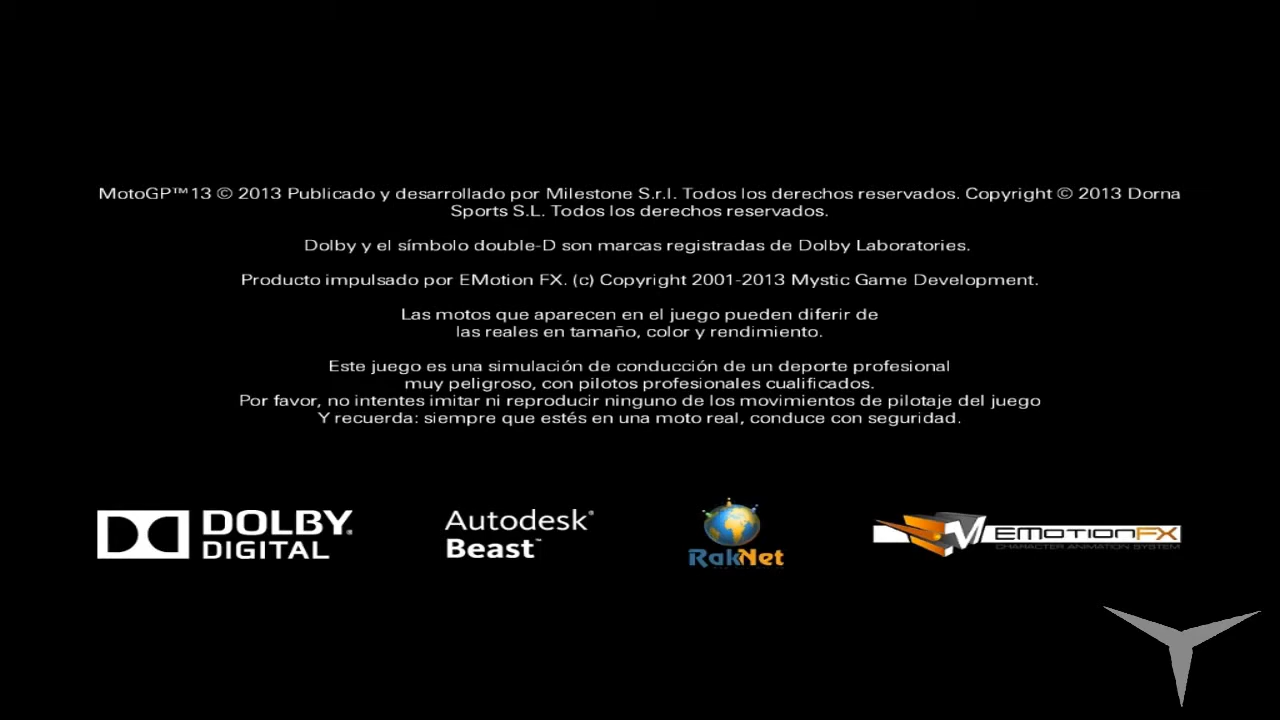 MotoGP™13 © 2013 Publicado y desarrollado por Milestone S.r.l. Todos los derechos reservados. Copyright © 2013 Dorna
Sports S.L. Todos los derechos reservados.
Dolby y el símbolo double-D son marcas registradas de Dolby Laboratories.
Producto impulsado por EMotion FX. (c) Copyright 2001-2013 Mystic Game Development.
Las motos que aparecen en el juego pueden diferir de
las reales en tamaño, color y rendimiento.
Este juego es una simulación de conducción de un deporte profesional
muy peligroso, con pilotos profesionales cualificados.
Por favor, no intentes imitar ni reproducir ninguno de los movimientos de pilotaje del juego
Y recuerda: siempre que estés en una moto real, conduce con seguridad.
DOLBY®
DIGITAL
Autodesk®
Beast™
RakNet
EMotionFX
CHARACTER ANIMATION SYSTEM